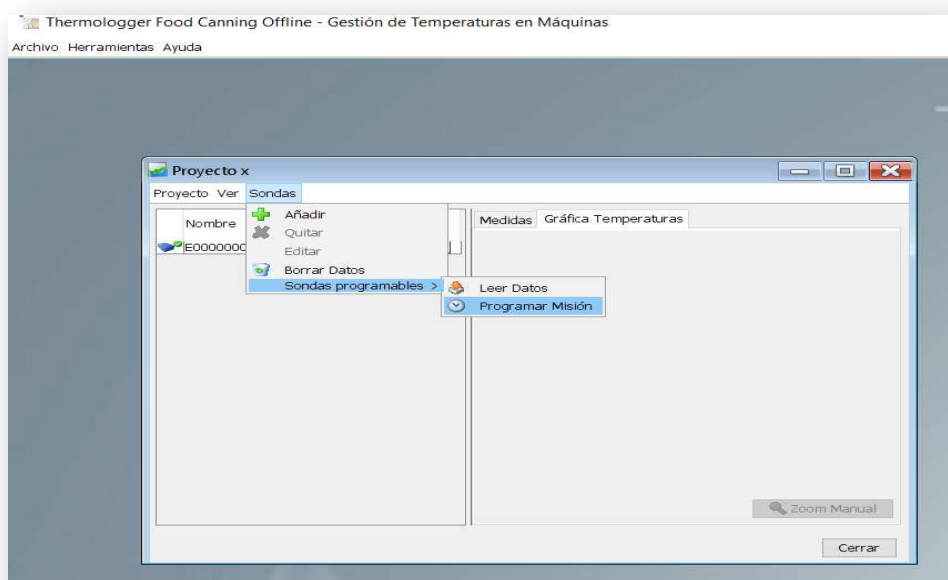 Thermologger Food Canning Offline - Gestión de Temperaturas en Máquinas
Archivo Herramientas Ayuda
Proyecto x
Proyecto Ver Sondas
Nombre
E0000000
Añadir
Quitar
Editar
Borrar Datos
Sondas programables >
Leer Datos
Programar Misión
Medidas Gráfica Temperaturas
Zoom Manual
Cerrar